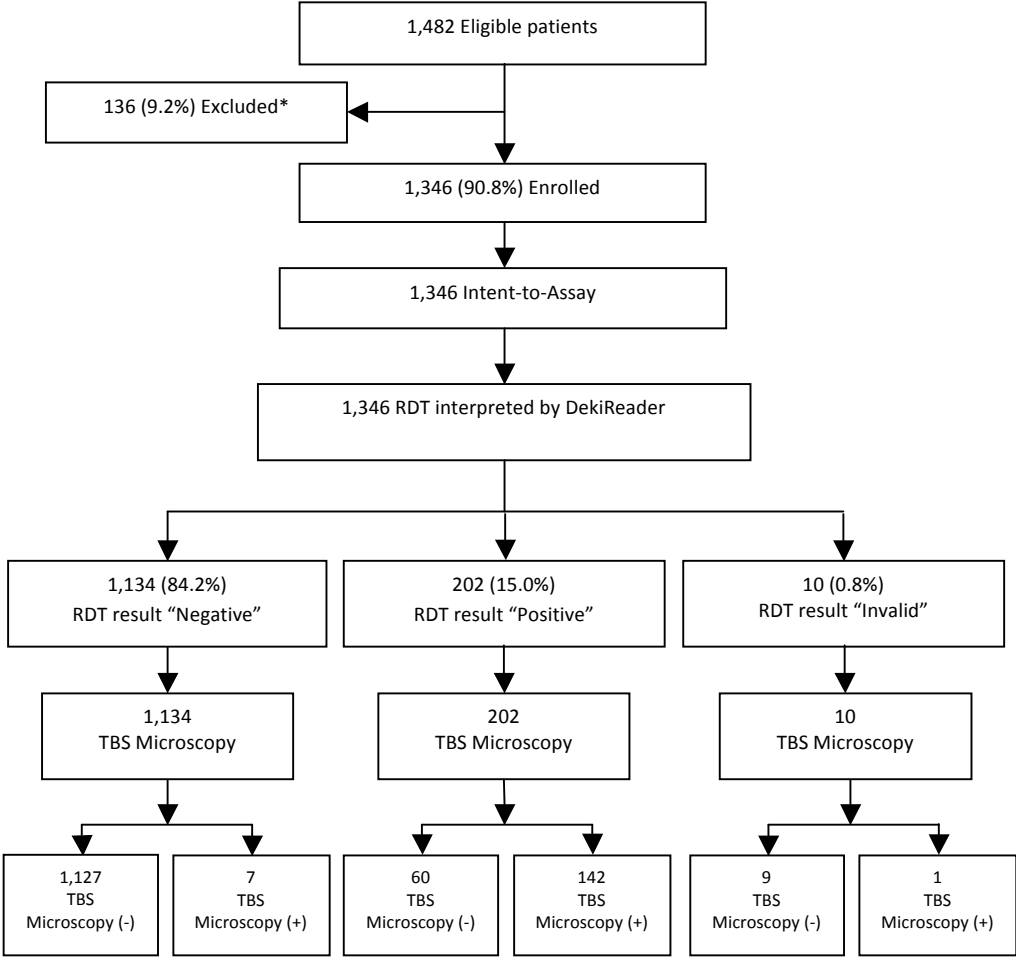 1,482 Eligible patients
136 (9.2%) Excluded*
1,346 (90.8%) Enrolled
1,346 Intent-to-Assay
1,346 RDT interpreted by DekiReader
1,134 (84.2%)
RDT result “Negative”
202 (15.0%)
RDT result “Positive”
10 (0.8%)
RDT result “Invalid”
1,134
TBS Microscopy
202
TBS Microscopy
10
TBS Microscopy
1,127
TBS
Microscopy (-)
7
TBS
Microscopy (+)
60
TBS
Microscopy (-)
142
TBS
Microscopy (+)
9
TBS
Microscopy (-)
1
TBS
Microscopy (+)